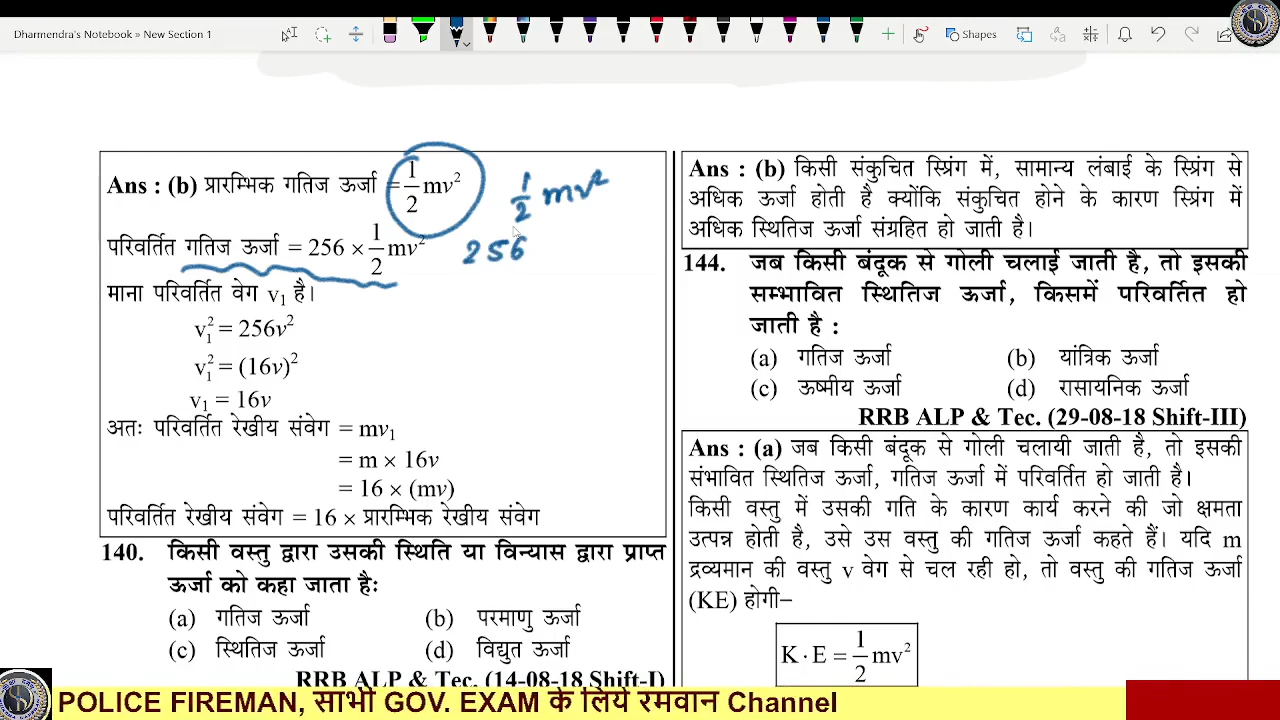 Dharmendra's Notebook » New Section 1
Shapes
Ans : (b) प्रारम्भिक गतिज ऊर्जा = 1/2 mv²
परिवर्तित गतिज ऊर्जा = 256 × 1/2 mv²
माना परिवर्तित वेग v₁ है।
v₁² = 256v²
v₁² = (16v)²
v₁ = 16v
अतः परिवर्तित रेखीय संवेग = mv₁
= m × 16v
= 16 × (mv)
परिवर्तित रेखीय संवेग = 16 × प्रारम्भिक रेखीय संवेग
1/2 mv²
256
140. किसी वस्तु द्वारा उसकी स्थिति या विन्यास द्वारा प्राप्त
ऊर्जा को कहा जाता हैः
(a) गतिज ऊर्जा (b) परमाणु ऊर्जा
(c) स्थितिज ऊर्जा (d) विद्युत ऊर्जा
RRB ALP & Tec. (14-08-18 Shift-I)
Ans : (b) किसी संकुचित स्प्रिंग में, सामान्य लंबाई के स्प्रिंग से
अधिक ऊर्जा होती है क्योंकि संकुचित होने के कारण स्प्रिंग में
अधिक स्थितिज ऊर्जा संग्रहित हो जाती है।
144. जब किसी बंदूक से गोली चलाई जाती है, तो इसकी
सम्भावित स्थितिज ऊर्जा, किसमें परिवर्तित हो
जाती है :
(a) गतिज ऊर्जा (b) यांत्रिक ऊर्जा
(c) ऊष्मीय ऊर्जा (d) रासायनिक ऊर्जा
RRB ALP & Tec. (29-08-18 Shift-III)
Ans : (a) जब किसी बंदूक से गोली चलायी जाती है, तो इसकी
संभावित स्थितिज ऊर्जा, गतिज ऊर्जा में परिवर्तित हो जाती है।
किसी वस्तु में उसकी गति के कारण कार्य करने की जो क्षमता
उत्पन्न होती है, उसे उस वस्तु की गतिज ऊर्जा कहते हैं। यदि m
द्रव्यमान की वस्तु v वेग से चल रही हो, तो वस्तु की गतिज ऊर्जा
(KE) होगी–
K · E = 1/2 mv²
POLICE FIREMAN, साभी GOV. EXAM के लिये रमवान Channel